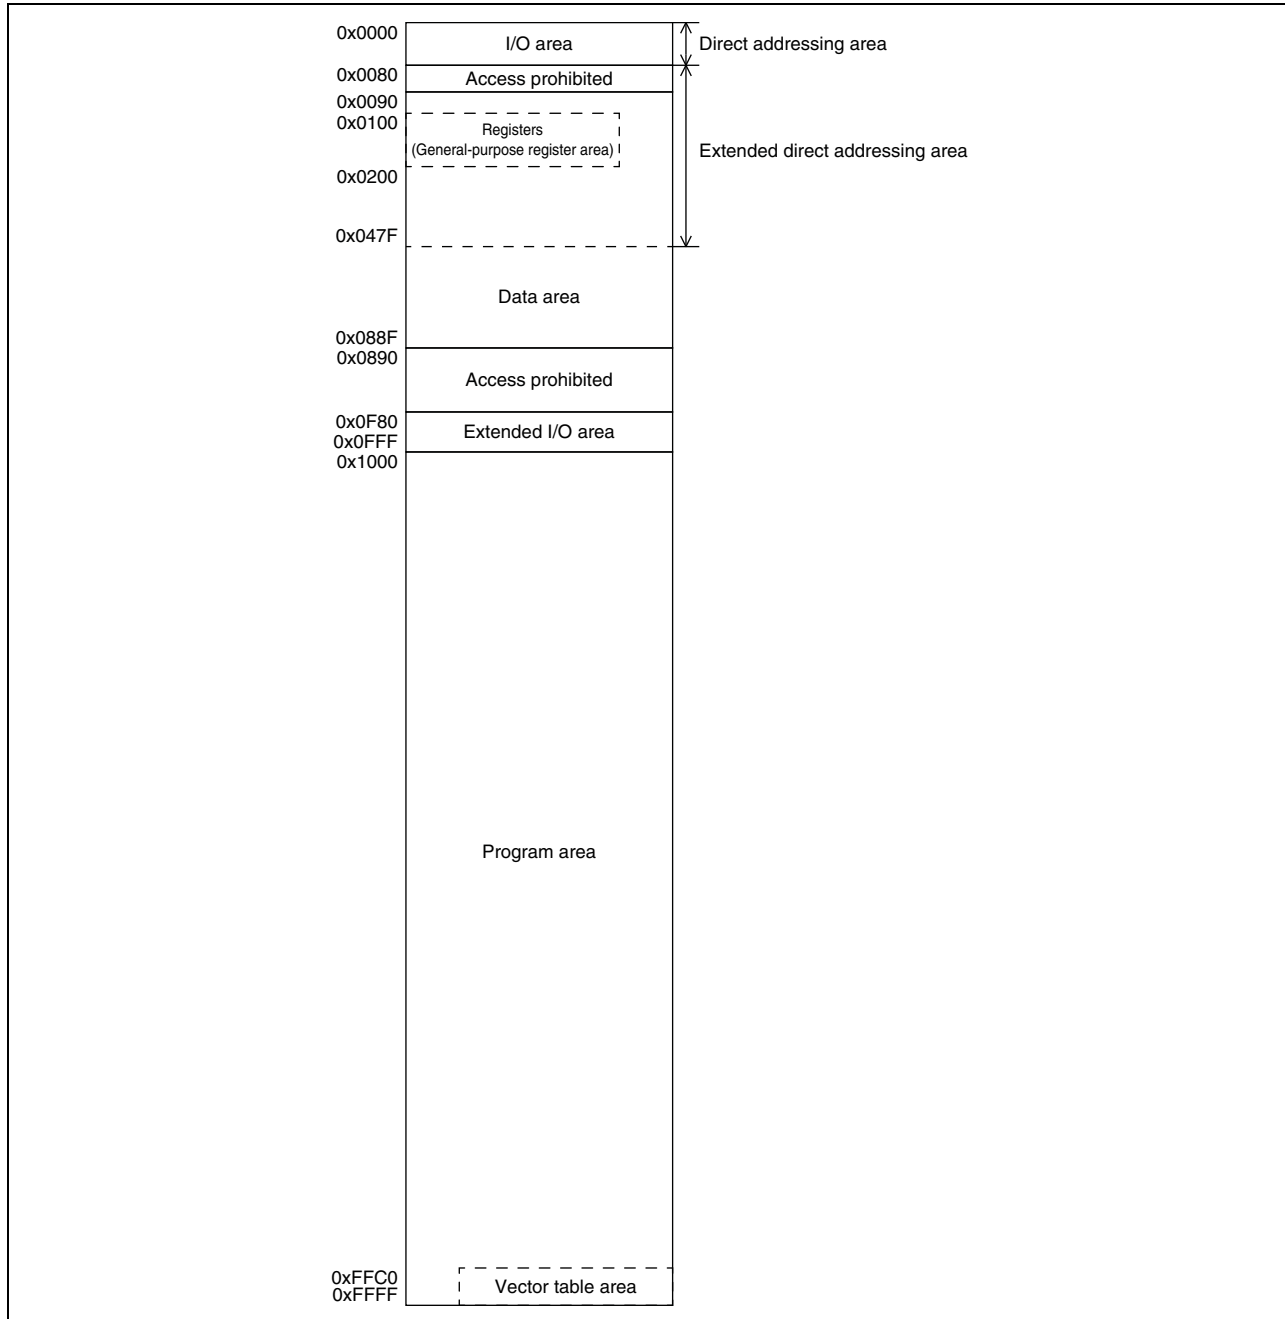 0x0000
I/O area
Direct addressing area
0x0080
Access prohibited
0x0090
0x0100
Registers
(General-purpose register area)
Extended direct addressing area
0x0200
0x047F
Data area
0x088F
0x0890
Access prohibited
0x0F80
Extended I/O area
0x0FFF
0x1000
Program area
0xFFC0
Vector table area
0xFFFF